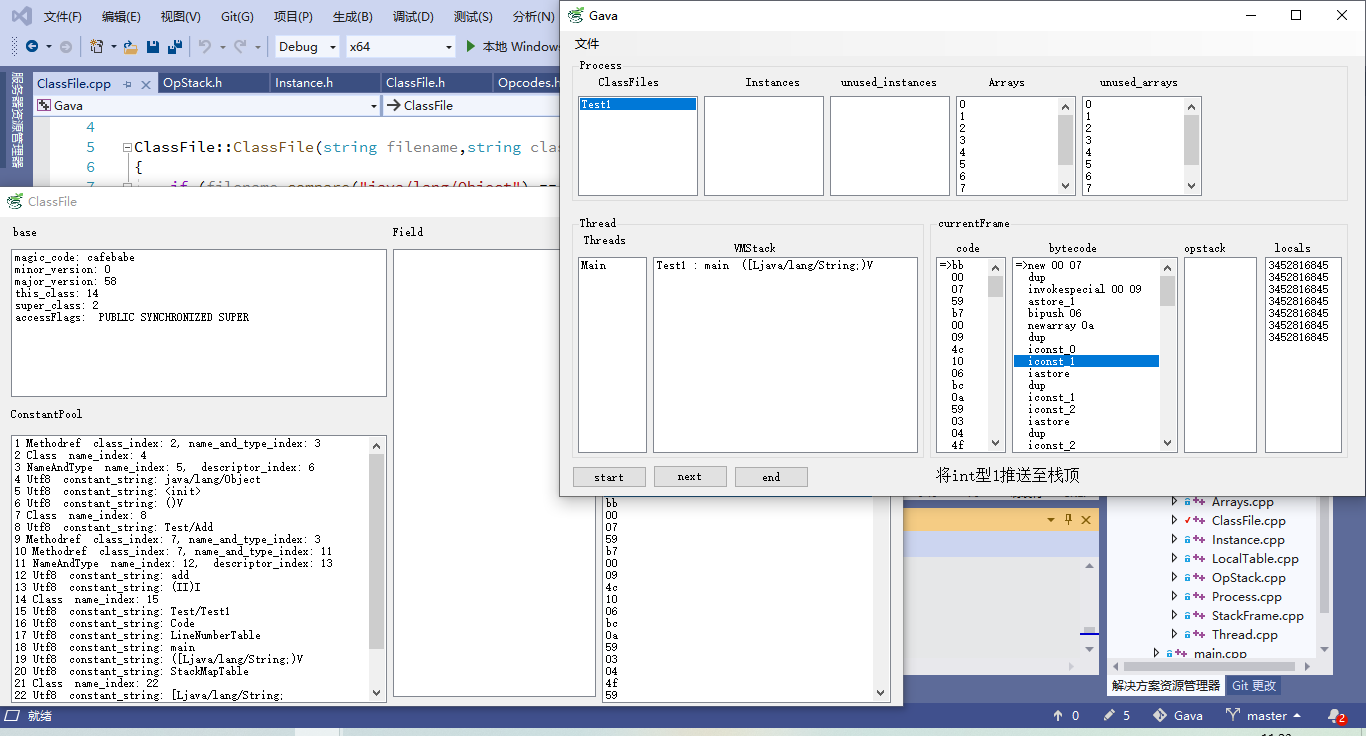 文件(F) 编辑(E) 视图(V) Git(G) 项目(P) 生成(B) 调试(D) 测试(S) 分析(N)
Debug x64 本地 Window
服务器资源管理器
ClassFile.cpp OpStack.h Instance.h ClassFile.h Opcodes.h
Gava ClassFile
4
5 ClassFile::ClassFile(string filename,string clas
6 {
7 if (filename.compare("java/lang/Object") ==
Gava
文件
Process
ClassFiles Instances unused_instances Arrays unused_arrays
Test1
0
1
2
3
4
5
6
7
0
1
2
3
4
5
6
7
Thread
Threads VMStack
Main
Test1 : main ([Ljava/lang/String;)V
currentFrame
code bytecode opstack locals
=>bb
00
07
59
b7
00
09
4c
10
06
bc
0a
59
03
04
4f
=>new 00 07
dup
invokespecial 00 09
astore_1
bipush 06
newarray 0a
dup
iconst_0
iconst_1
iastore
dup
iconst_1
iconst_2
iastore
dup
iconst_2
3452816845
3452816845
3452816845
3452816845
3452816845
3452816845
3452816845
start next end
将int型1推送至栈顶
ClassFile
base Field
magic_code: cafebabe
minor_version: 0
major_version: 58
this_class: 14
super_class: 2
accessFlags: PUBLIC SYNCHRONIZED SUPER
ConstantPool
1 Methodref class_index: 2, name_and_type_index: 3
2 Class name_index: 4
3 NameAndType name_index: 5, descriptor_index: 6
4 Utf8 constant_string: java/lang/Object
5 Utf8 constant_string: <init>
6 Utf8 constant_string: ()V
7 Class name_index: 8
8 Utf8 constant_string: Test/Add
9 Methodref class_index: 7, name_and_type_index: 3
10 Methodref class_index: 7, name_and_type_index: 11
11 NameAndType name_index: 12, descriptor_index: 13
12 Utf8 constant_string: add
13 Utf8 constant_string: (II)I
14 Class name_index: 15
15 Utf8 constant_string: Test/Test1
16 Utf8 constant_string: Code
17 Utf8 constant_string: LineNumberTable
18 Utf8 constant_string: main
19 Utf8 constant_string: ([Ljava/lang/String;)V
20 Utf8 constant_string: StackMapTable
21 Class name_index: 22
22 Utf8 constant_string: [Ljava/lang/String;
bb
00
07
59
b7
00
09
4c
10
06
bc
0a
59
03
04
4f
59
Arrays.cpp
ClassFile.cpp
Instance.cpp
LocalTable.cpp
OpStack.cpp
Process.cpp
StackFrame.cpp
Thread.cpp
main.cpp
解决方案资源管理器 Git 更改
就绪 0 5 Gava master 2